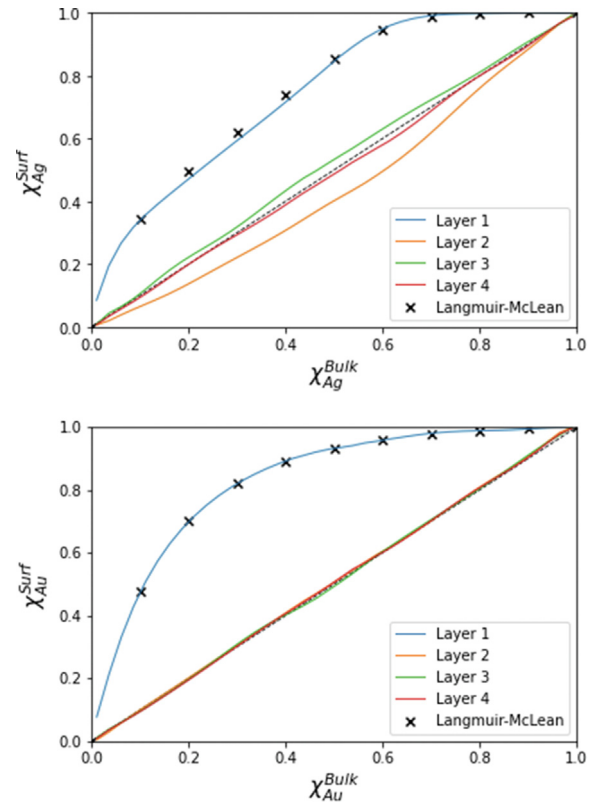 1.0
0.8
0.6
0.4
0.2
0.0
χ_Ag^Surf
Layer 1
Layer 2
Layer 3
Layer 4
Langmuir-McLean
0.0 0.2 0.4 0.6 0.8 1.0
χ_Ag^Bulk
1.0
0.8
0.6
0.4
0.2
0.0
χ_Au^Surf
Layer 1
Layer 2
Layer 3
Layer 4
Langmuir-McLean
0.0 0.2 0.4 0.6 0.8 1.0
χ_Au^Bulk